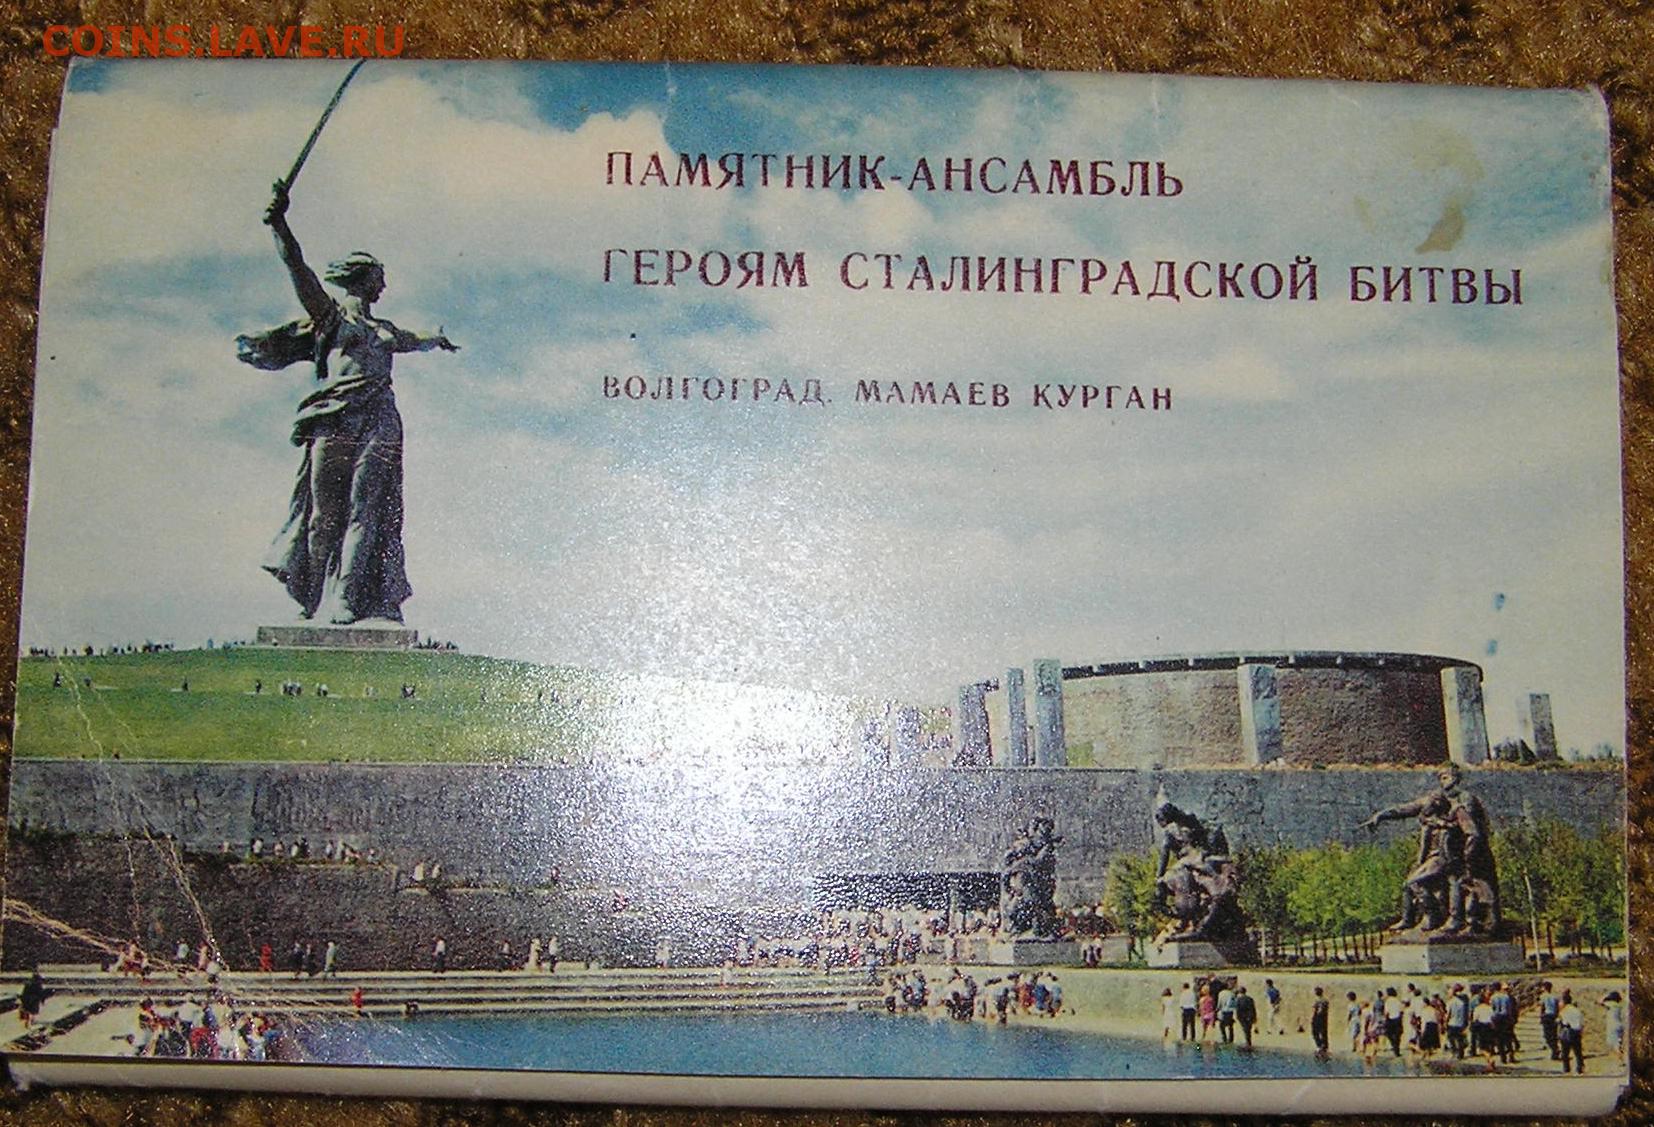 COINS.LAVE.RU
ПАМЯТНИК-АНСАМБЛЬ
ГЕРОЯМ СТАЛИНГРАДСКОЙ БИТВЫ
ВОЛГОГРАД. МАМАЕВ КУРГАН